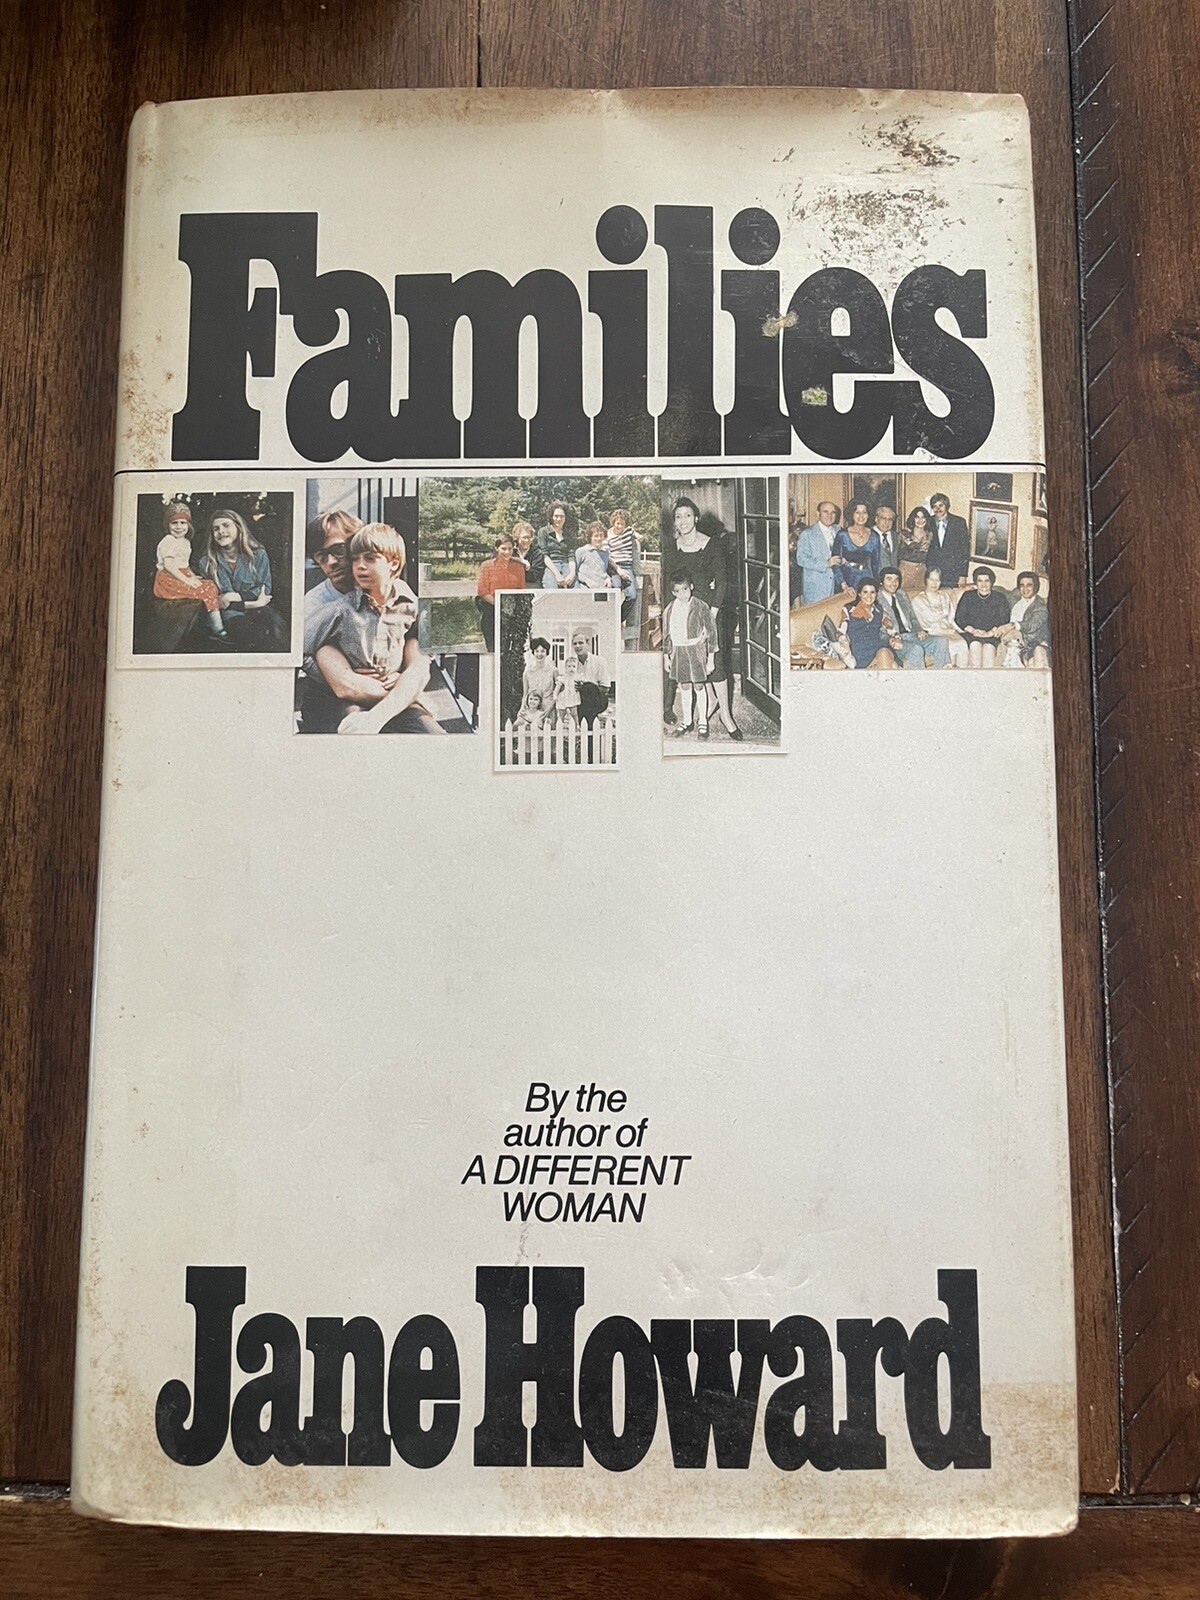 Families
By the
author of
A DIFFERENT
WOMAN
Jane Howard